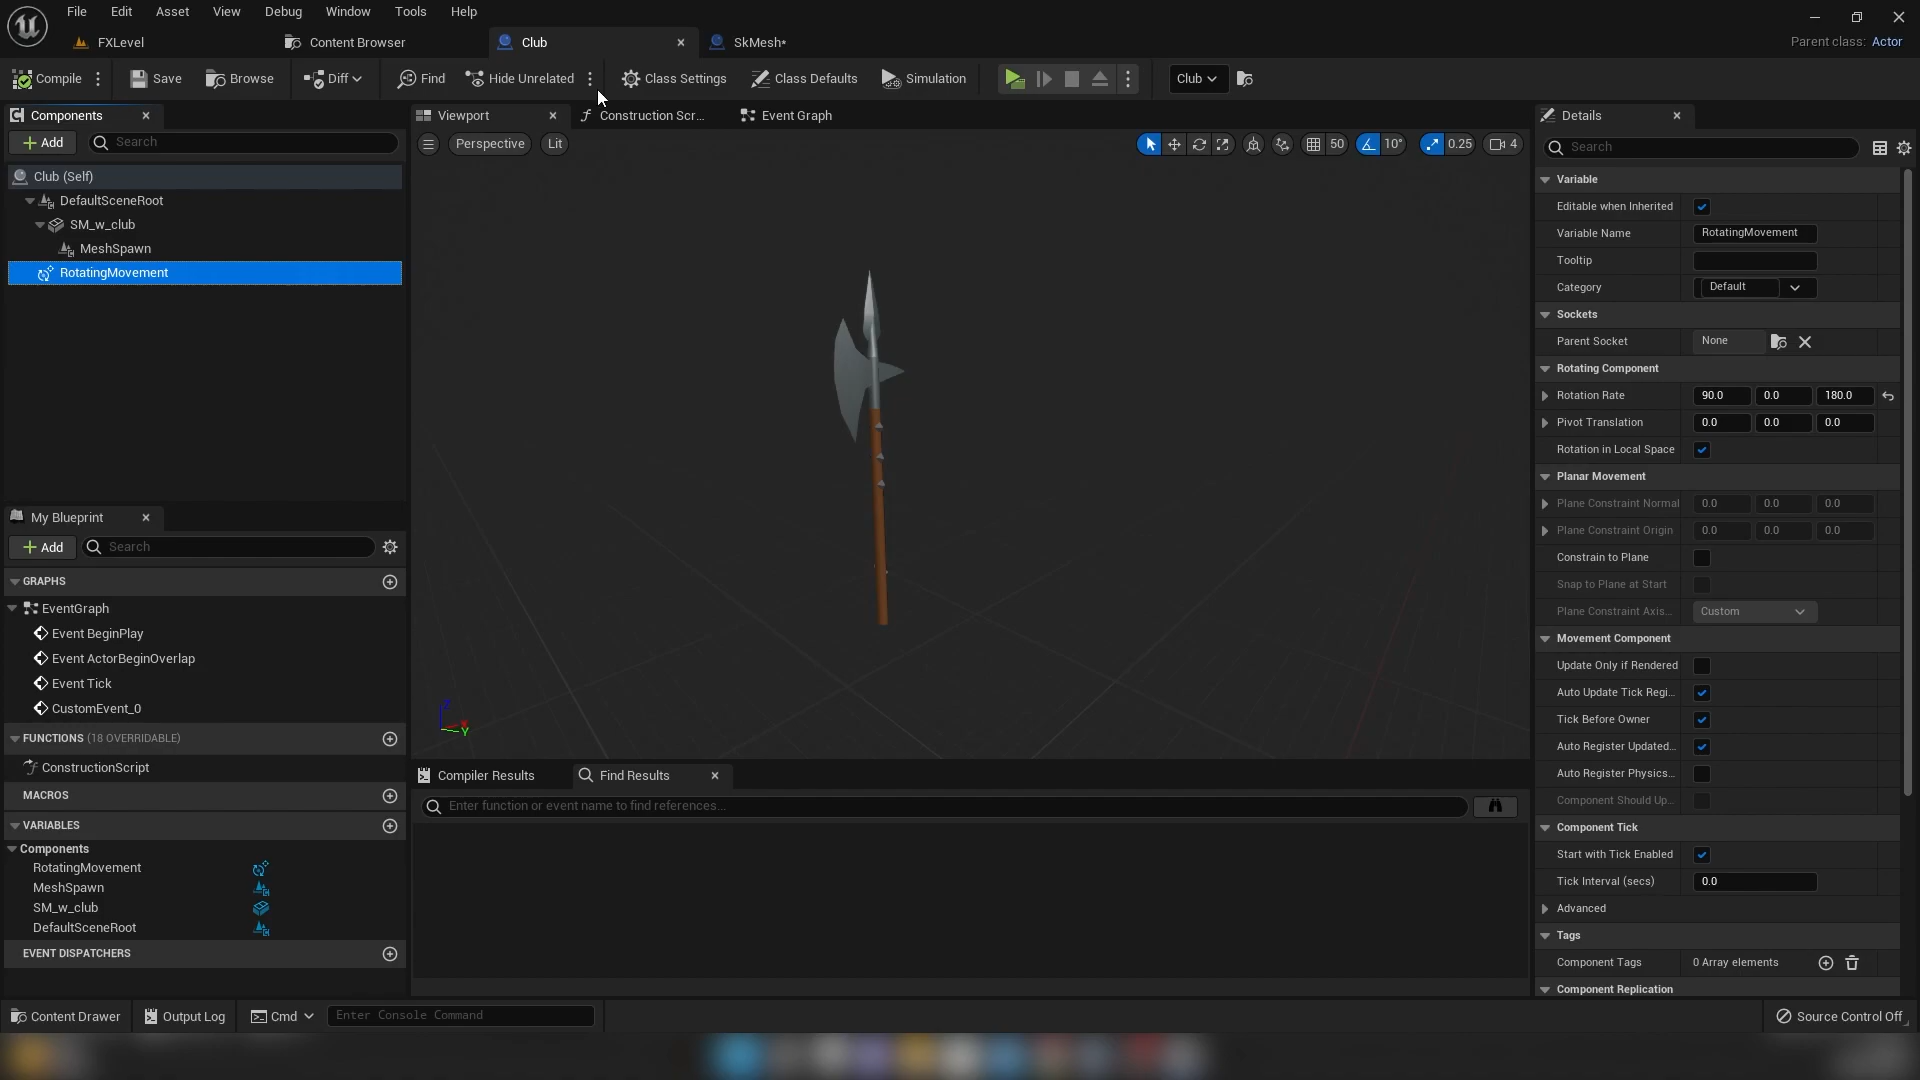 File Edit Asset View Debug Window Tools Help
FXLevel Content Browser Club SkMesh*
Parent class: Actor
Compile Save Browse Diff Find Hide Unrelated Class Settings Class Defaults Simulation Club
Components
Add Search
Club (Self)
DefaultSceneRoot
SM_w_club
MeshSpawn
RotatingMovement
My Blueprint
Add Search
GRAPHS
EventGraph
Event BeginPlay
Event ActorBeginOverlap
Event Tick
CustomEvent_0
FUNCTIONS (18 OVERRIDABLE)
ConstructionScript
MACROS
VARIABLES
Components
RotatingMovement
MeshSpawn
SM_w_club
DefaultSceneRoot
EVENT DISPATCHERS
Viewport Construction Scr... Event Graph
Perspective Lit 50 10° 0.25 4
Z
Y
Compiler Results Find Results
Enter function or event name to find references...
Details
Search
Variable
Editable when Inherited
Variable Name RotatingMovement
Tooltip
Category Default
Sockets
Parent Socket None
Rotating Component
Rotation Rate 90.0 0.0 180.0
Pivot Translation 0.0 0.0 0.0
Rotation in Local Space
Planar Movement
Plane Constraint Normal 0.0 0.0 0.0
Plane Constraint Origin 0.0 0.0 0.0
Constrain to Plane
Snap to Plane at Start
Plane Constraint Axis... Custom
Movement Component
Update Only if Rendered
Auto Update Tick Regi...
Tick Before Owner
Auto Register Updated...
Auto Register Physics...
Component Should Up...
Component Tick
Start with Tick Enabled
Tick Interval (secs) 0.0
Advanced
Tags
Component Tags 0 Array elements
Component Replication
Content Drawer Output Log Cmd Enter Console Command Source Control Off